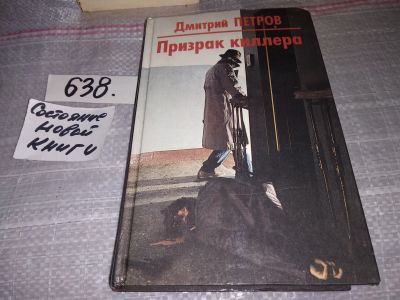 Дмитрий ПЕТРОВ
Призрак киллера
638.
Состояние
новой
книги